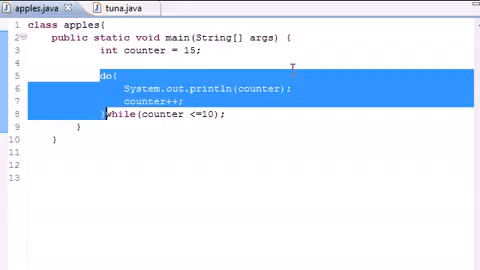 apples.java tuna.java
1 class apples{
2 public static void main(String[] args) {
3 int counter = 15;
4
5 do{
6 System.out.println(counter);
7 counter++;
8 }while(counter <=10);
9 }
10 }
11
12
13